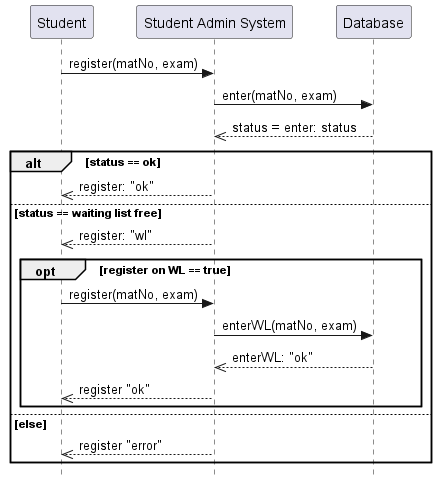 Student
Student Admin System
Database
register(matNo, exam)
enter(matNo, exam)
status = enter: status
alt
[status == ok]
register: "ok"
[status == waiting list free]
register: "wl"
opt
[register on WL == true]
register(matNo, exam)
enterWL(matNo, exam)
enterWL: "ok"
register "ok"
[else]
register "error"